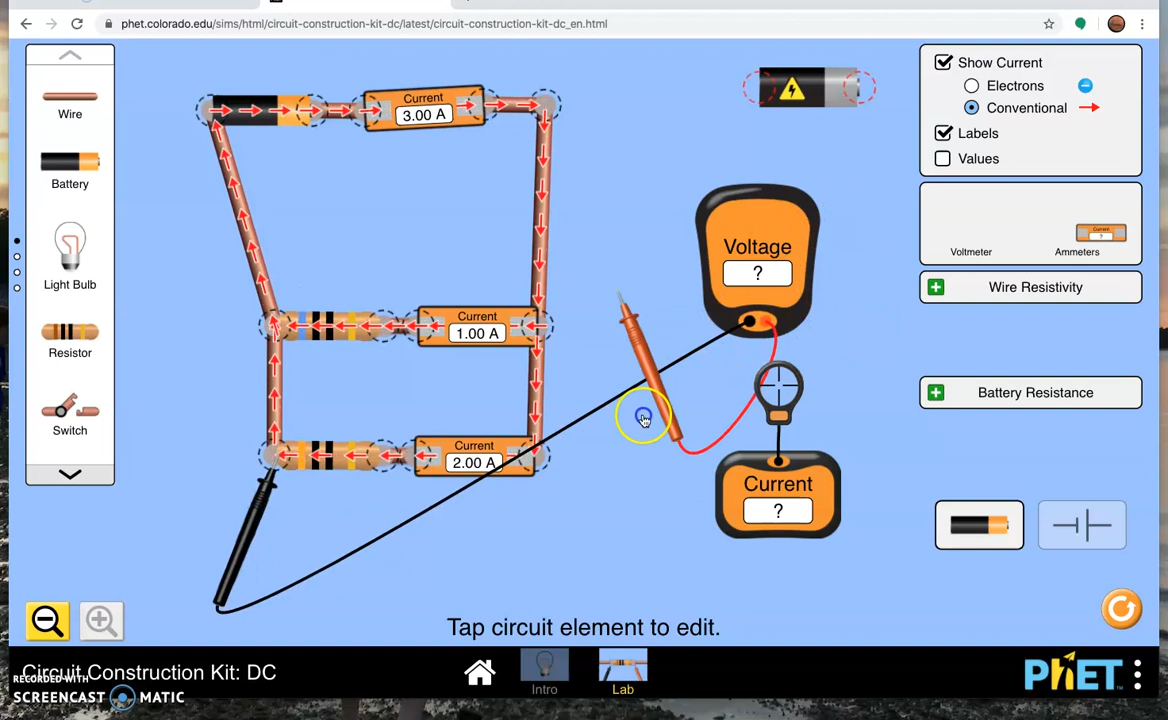 phet.colorado.edu/sims/html/circuit-construction-kit-dc/latest/circuit-construction-kit-dc_en.html
Wire
Battery
Light Bulb
Resistor
Switch
Current
3.00 A
Current
1.00 A
Current
2.00 A
Voltage
?
Current
?
Show Current
Electrons
Conventional
Labels
Values
Current
?
Voltmeter
Ammeters
Wire Resistivity
Battery Resistance
Tap circuit element to edit.
Circuit Construction Kit: DC
Intro
Lab
PhET
RECORDED WITH
SCREENCAST MATIC